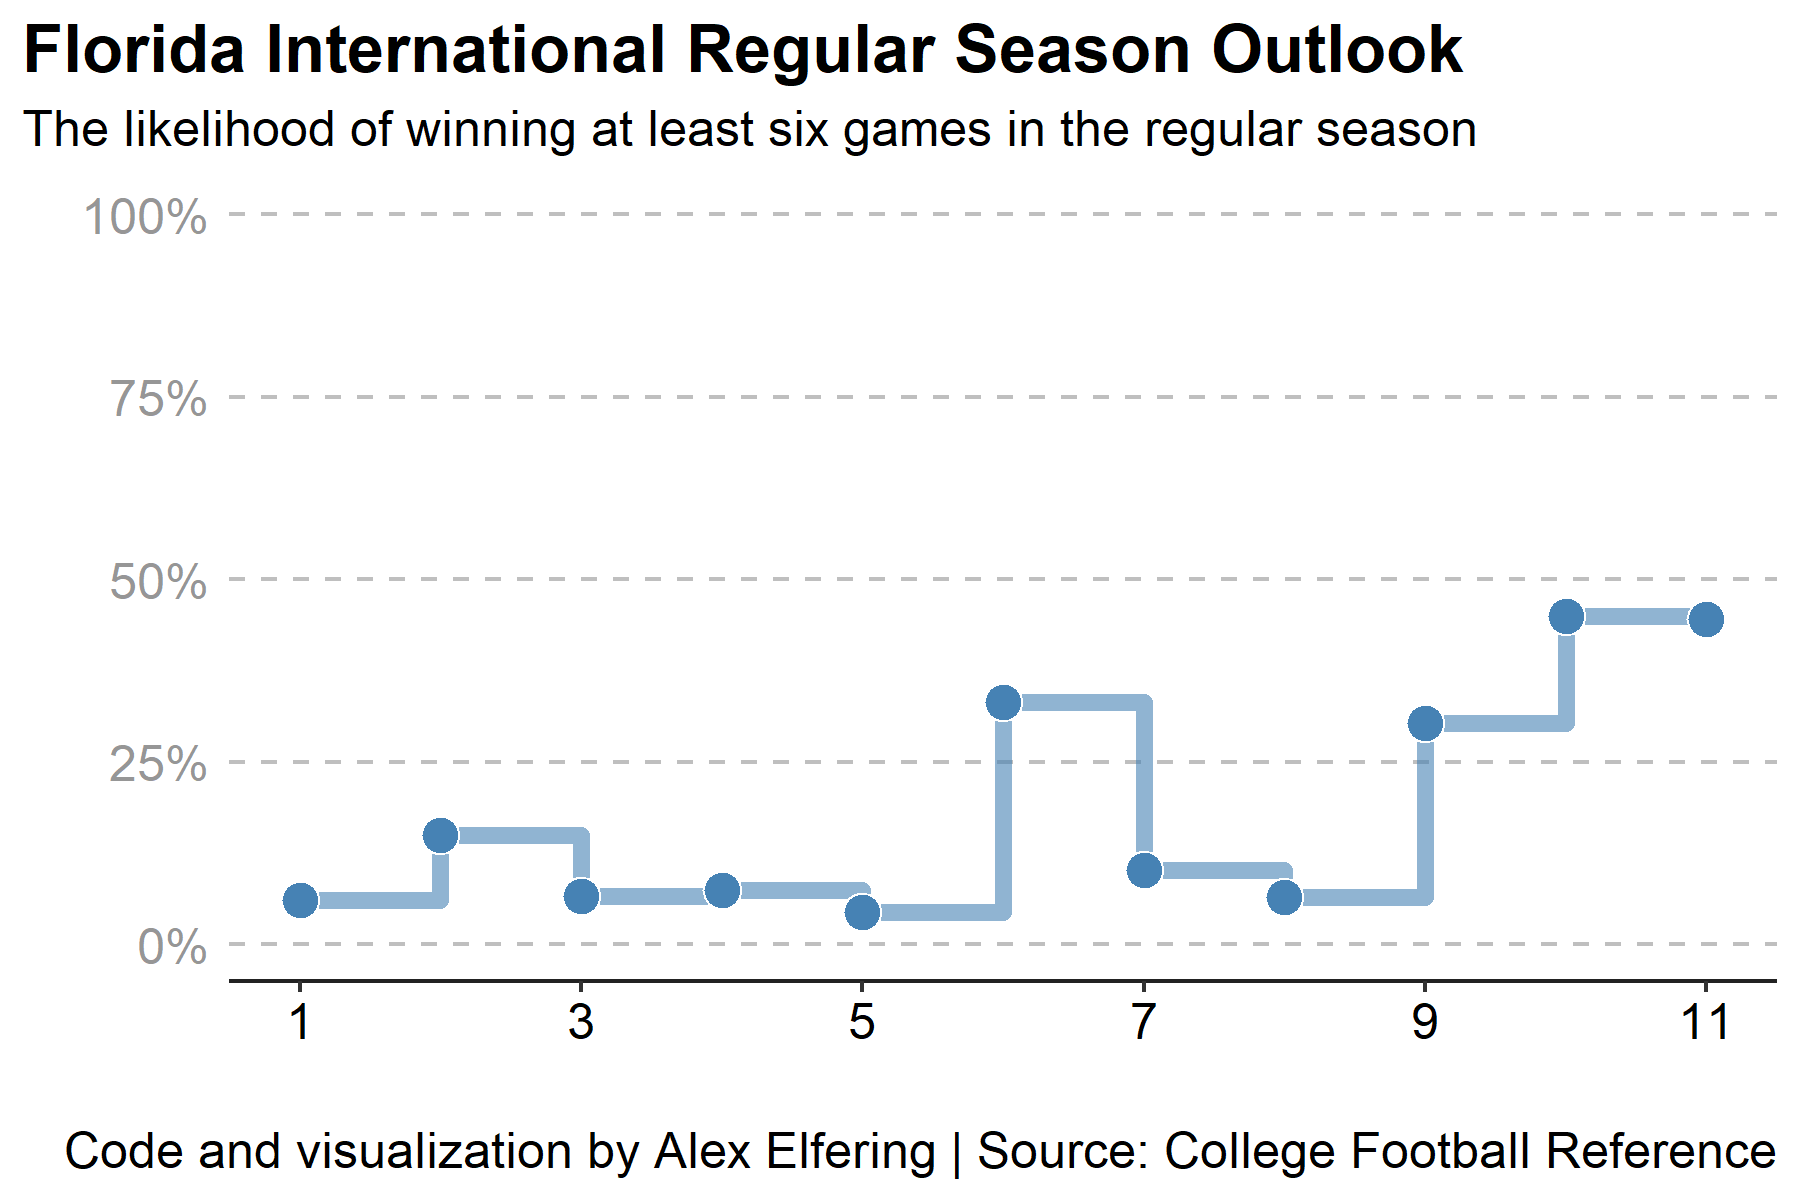 Florida International Regular Season Outlook
The likelihood of winning at least six games in the regular season
100%
75%
50%
25%
0%
1 3 5 7 9 11
Code and visualization by Alex Elfering | Source: College Football Reference